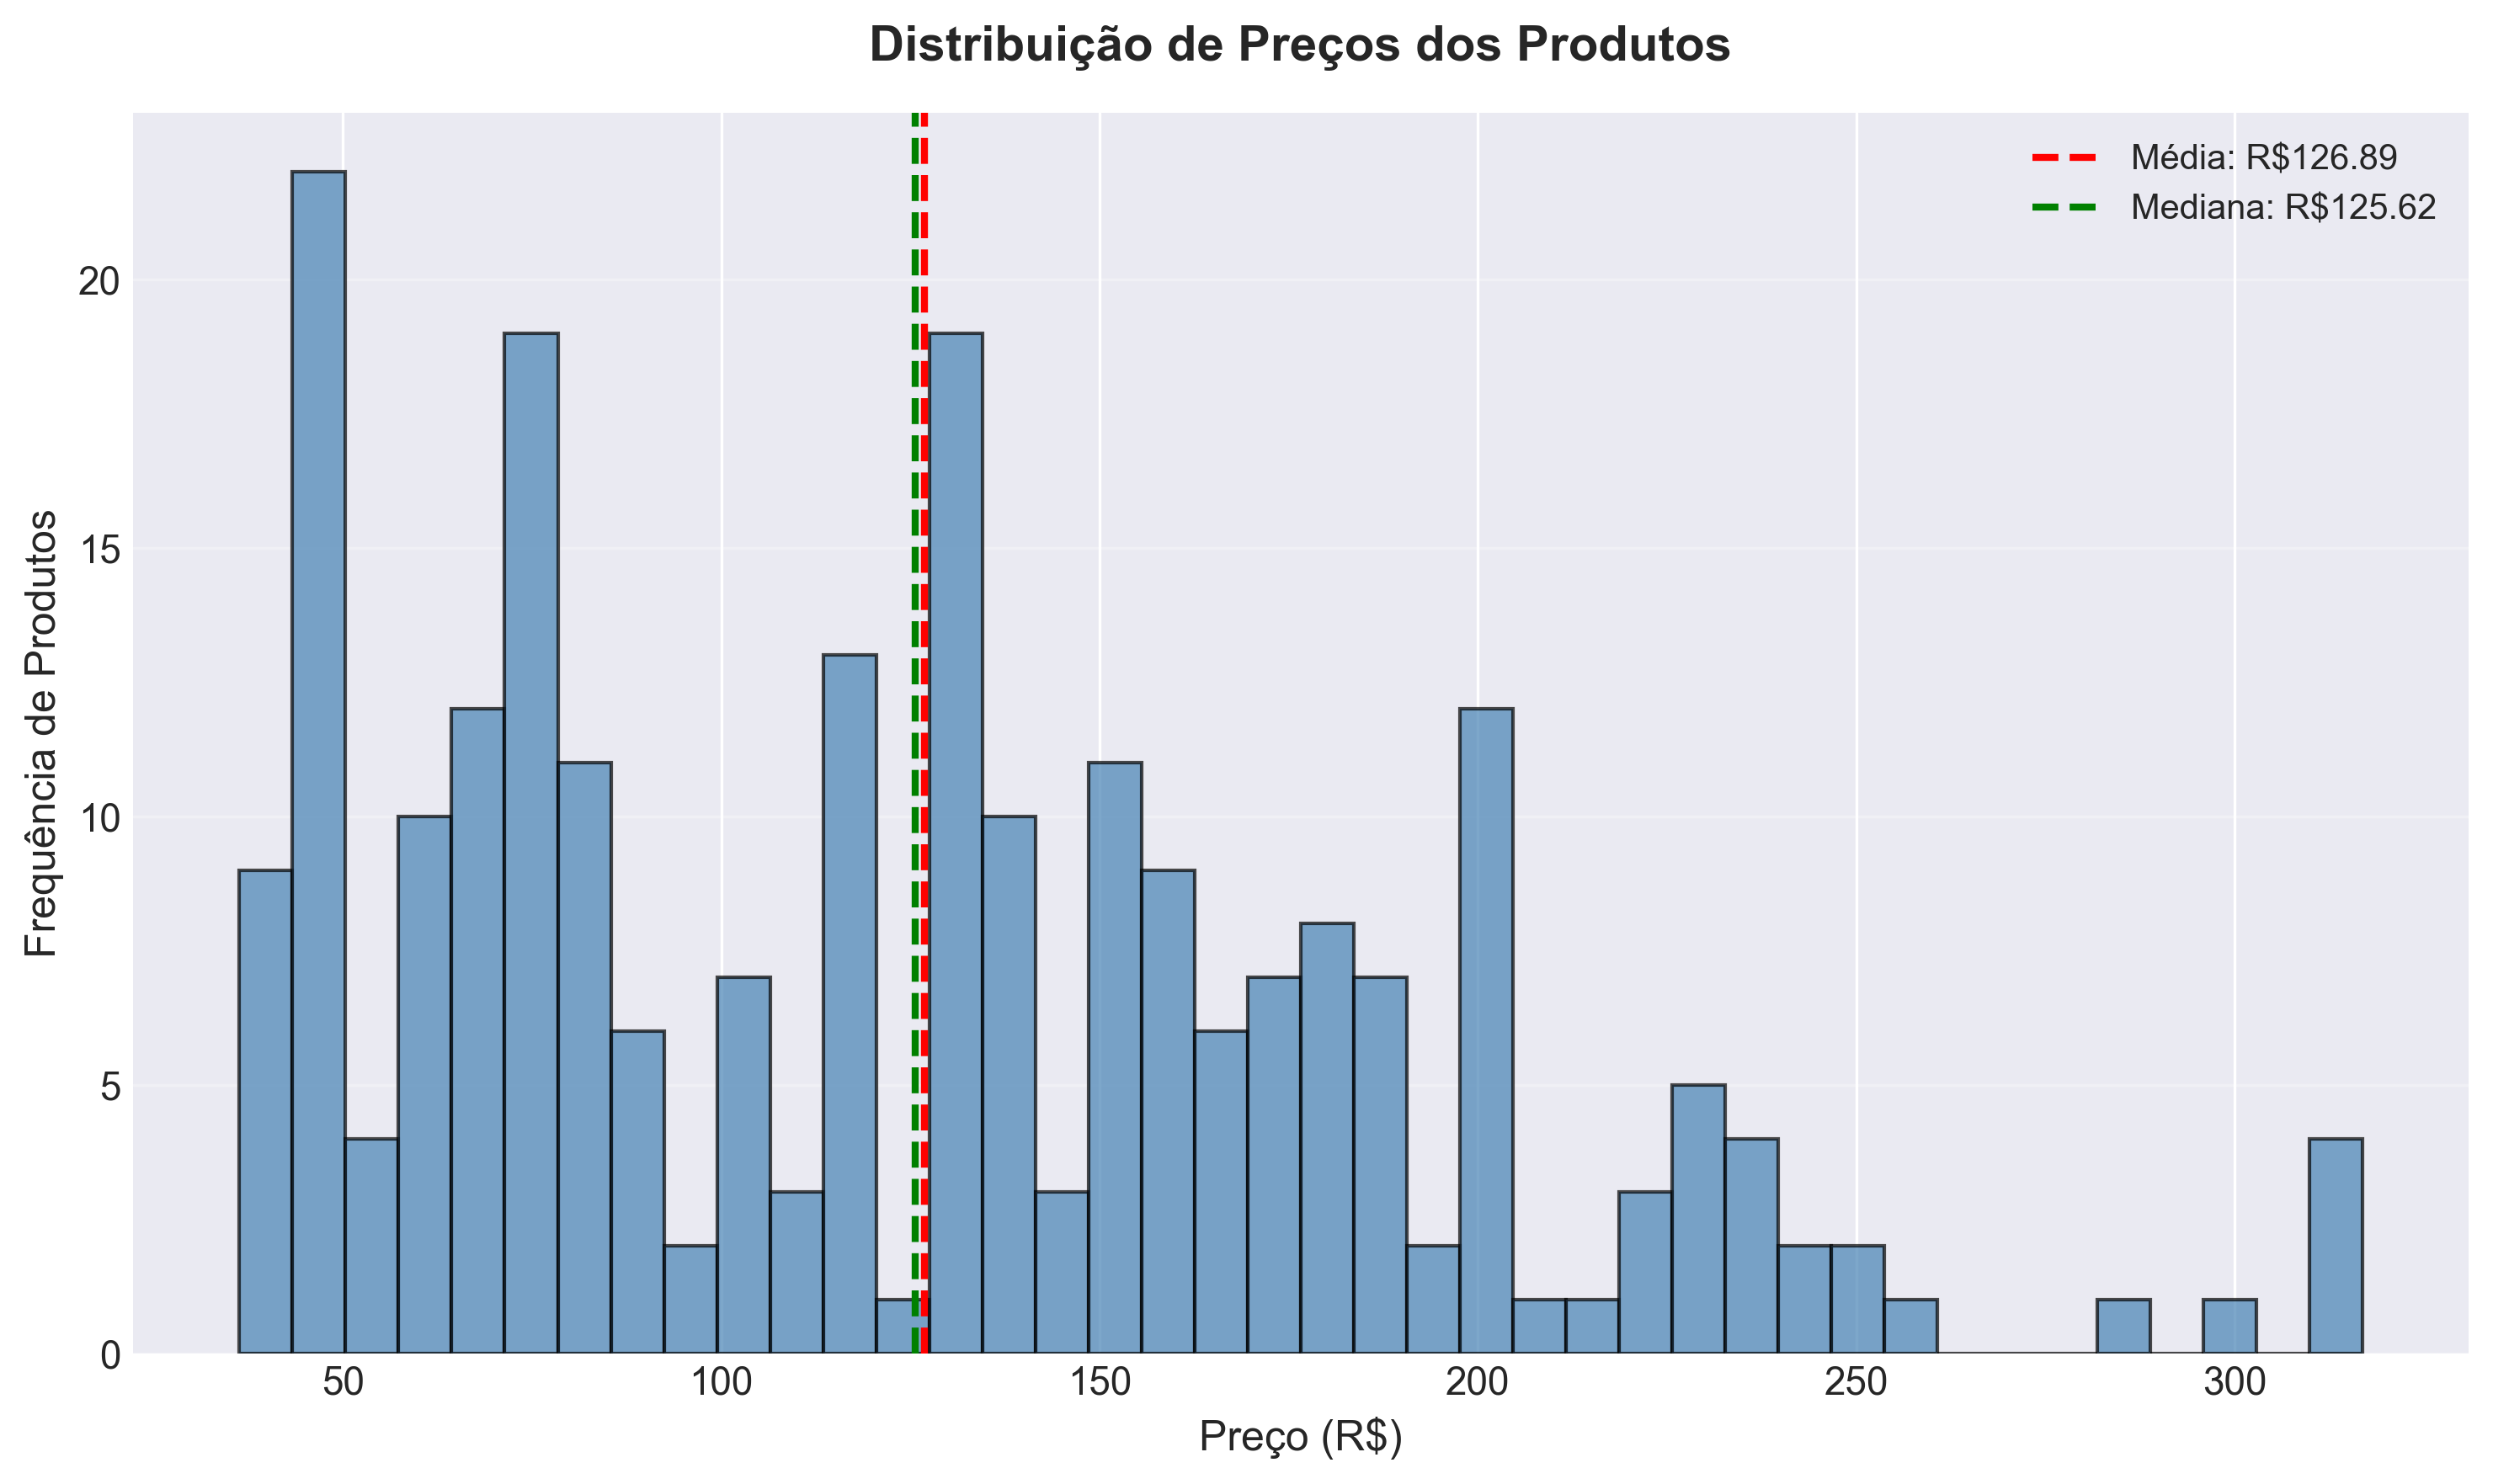 Distribuição de Preços dos Produtos
Média: R$126.89
Mediana: R$125.62
Frequência de Produtos
20
15
10
5
0
50 100 150 200 250 300
Preço (R$)